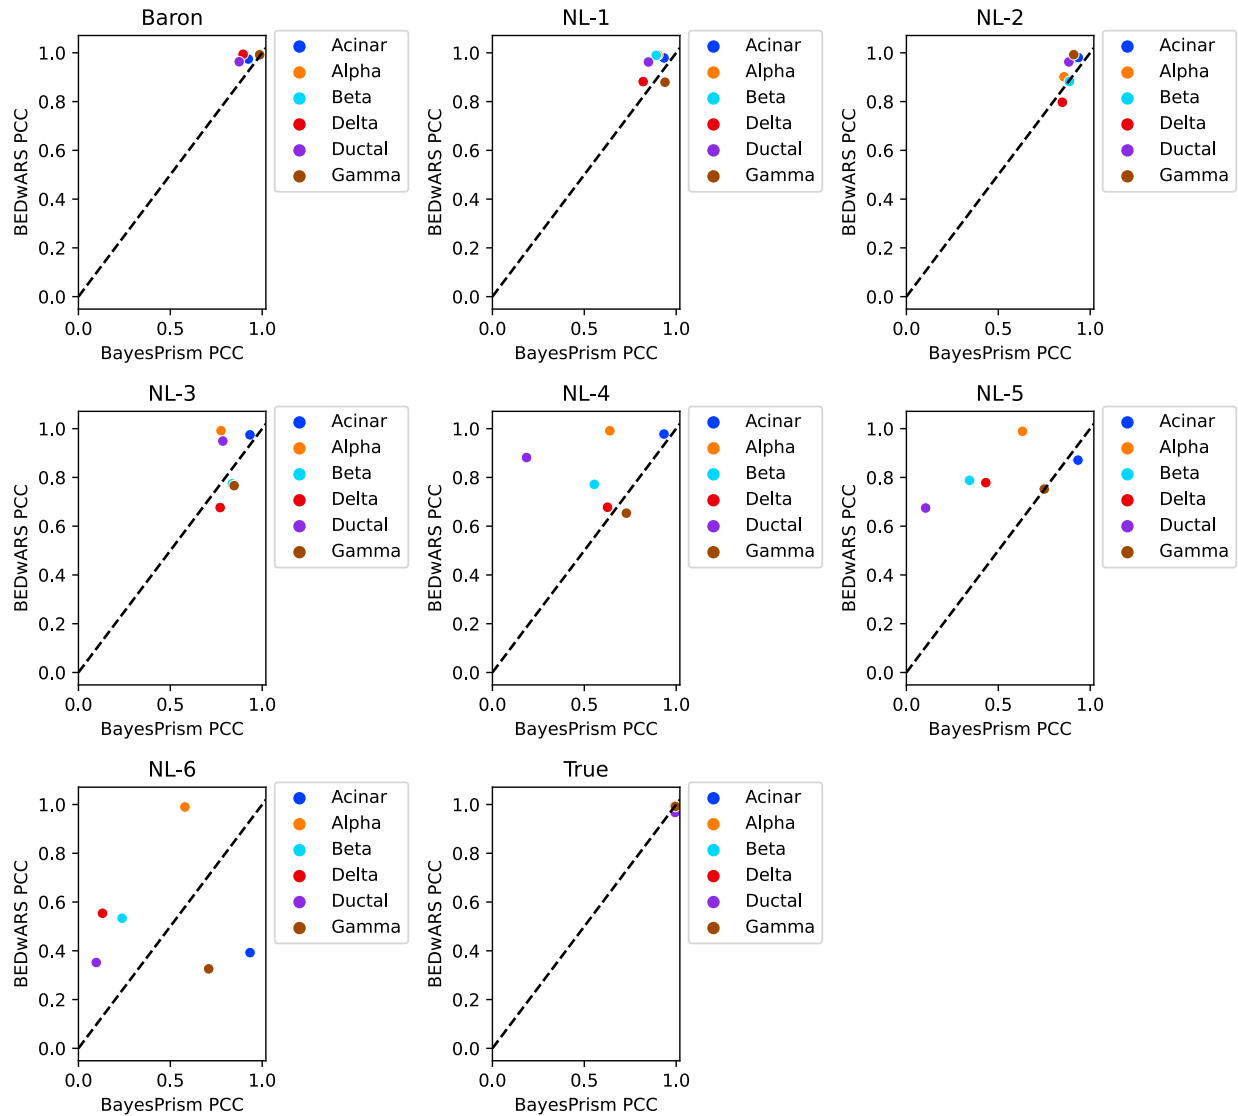 Baron
BEDwARS PCC
1.0
0.8
0.6
0.4
0.2
0.0
0.0 0.5 1.0
BayesPrism PCC
Acinar
Alpha
Beta
Delta
Ductal
Gamma
NL-1
BEDwARS PCC
1.0
0.8
0.6
0.4
0.2
0.0
0.0 0.5 1.0
BayesPrism PCC
Acinar
Alpha
Beta
Delta
Ductal
Gamma
NL-2
BEDwARS PCC
1.0
0.8
0.6
0.4
0.2
0.0
0.0 0.5 1.0
BayesPrism PCC
Acinar
Alpha
Beta
Delta
Ductal
Gamma
NL-3
BEDwARS PCC
1.0
0.8
0.6
0.4
0.2
0.0
0.0 0.5 1.0
BayesPrism PCC
Acinar
Alpha
Beta
Delta
Ductal
Gamma
NL-4
BEDwARS PCC
1.0
0.8
0.6
0.4
0.2
0.0
0.0 0.5 1.0
BayesPrism PCC
Acinar
Alpha
Beta
Delta
Ductal
Gamma
NL-5
BEDwARS PCC
1.0
0.8
0.6
0.4
0.2
0.0
0.0 0.5 1.0
BayesPrism PCC
Acinar
Alpha
Beta
Delta
Ductal
Gamma
NL-6
BEDwARS PCC
1.0
0.8
0.6
0.4
0.2
0.0
0.0 0.5 1.0
BayesPrism PCC
Acinar
Alpha
Beta
Delta
Ductal
Gamma
True
BEDwARS PCC
1.0
0.8
0.6
0.4
0.2
0.0
0.0 0.5 1.0
BayesPrism PCC
Acinar
Alpha
Beta
Delta
Ductal
Gamma